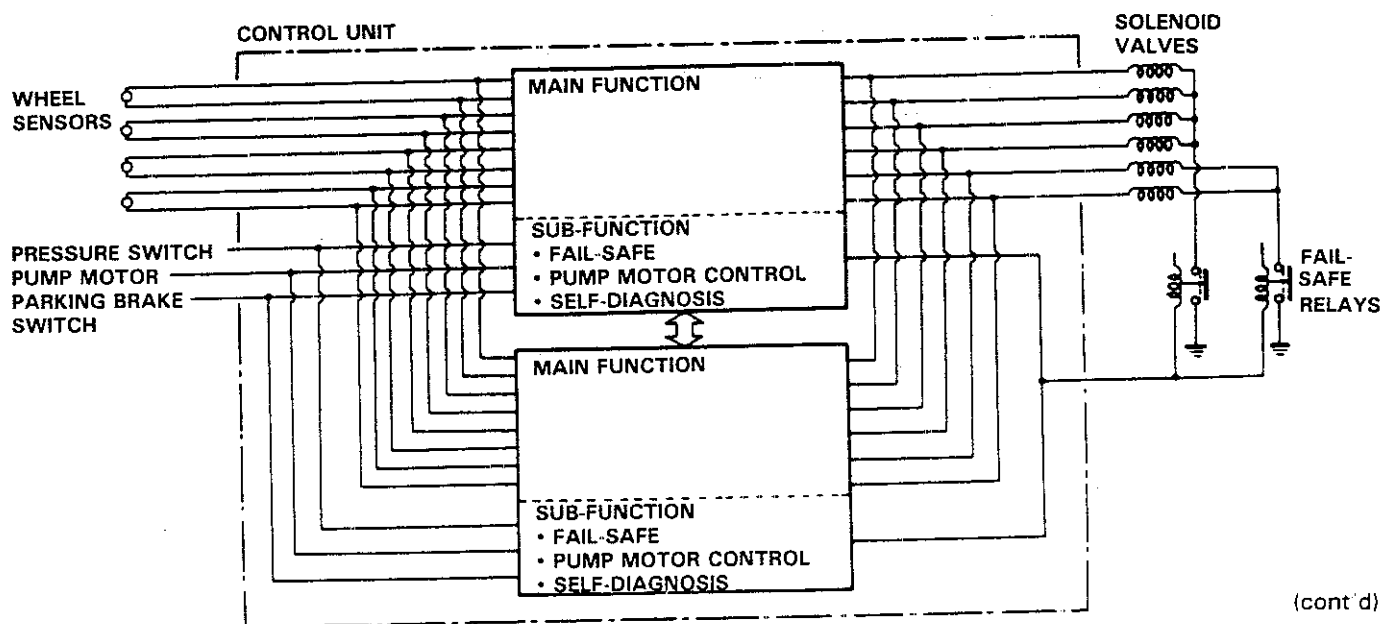 CONTROL UNIT
SOLENOID
VALVES
WHEEL
SENSORS
MAIN FUNCTION
SUB-FUNCTION
• FAIL-SAFE
• PUMP MOTOR CONTROL
• SELF-DIAGNOSIS
PRESSURE SWITCH
PUMP MOTOR
PARKING BRAKE
SWITCH
FAIL-
SAFE
RELAYS
MAIN FUNCTION
SUB-FUNCTION
• FAIL-SAFE
• PUMP MOTOR CONTROL
• SELF-DIAGNOSIS
(cont'd)